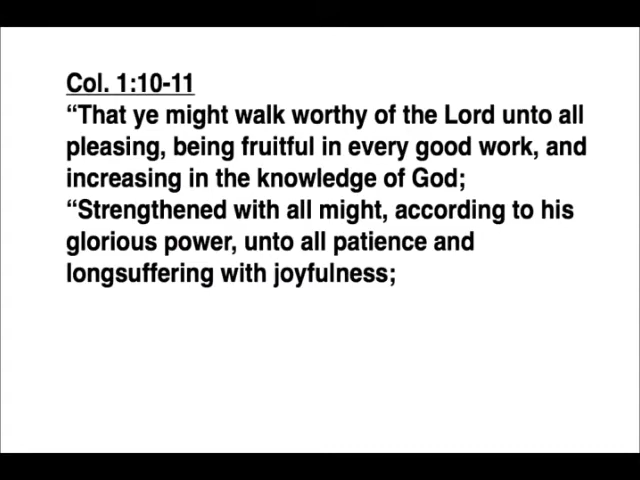 Col. 1:10-11
“That ye might walk worthy of the Lord unto all
pleasing, being fruitful in every good work, and
increasing in the knowledge of God;
“Strengthened with all might, according to his
glorious power, unto all patience and
longsuffering with joyfulness;